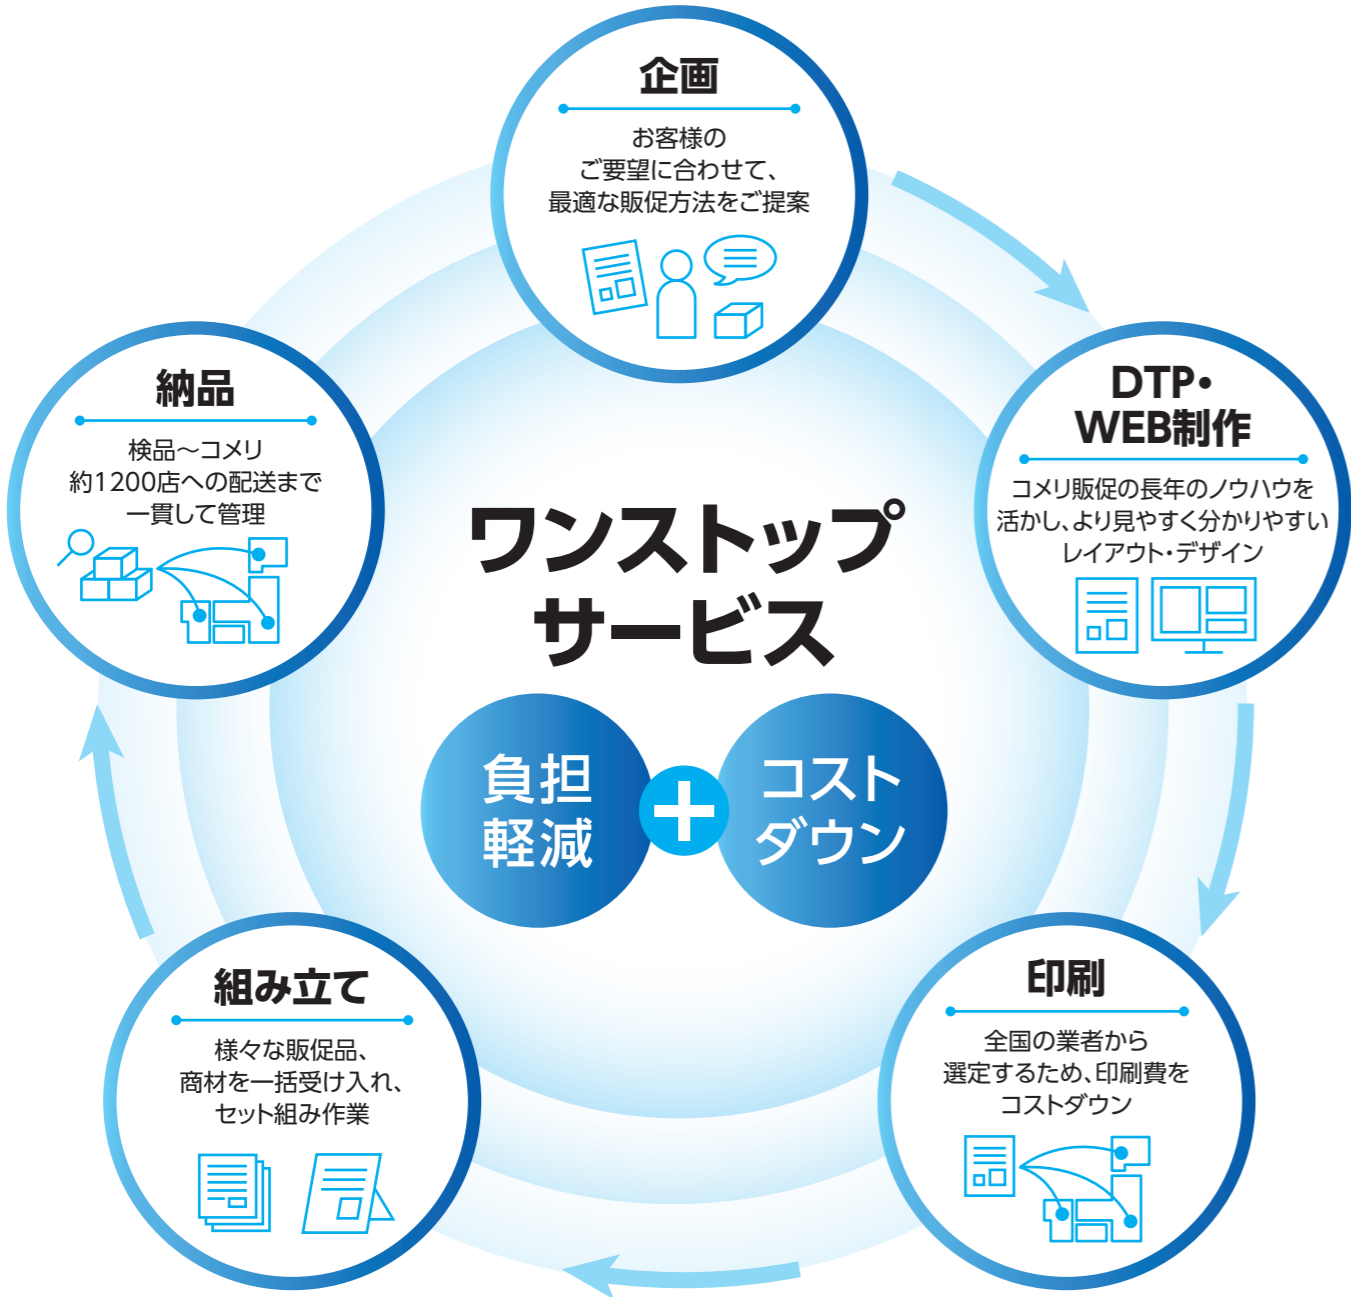 企画
お客様の
ご要望に合わせて、
最適な販促方法をご提案
DTP・
WEB制作
コメリ販促の長年のノウハウを
活かし、より見やすく分かりやすい
レイアウト・デザイン
印刷
全国の業者から
選定するため、印刷費を
コストダウン
組み立て
様々な販促品、
商材を一括受け入れ、
セット組み作業
納品
検品～コメリ
約1200店への配送まで
一貫して管理
ワンストップ
サービス
負担
軽減
+
コスト
ダウン